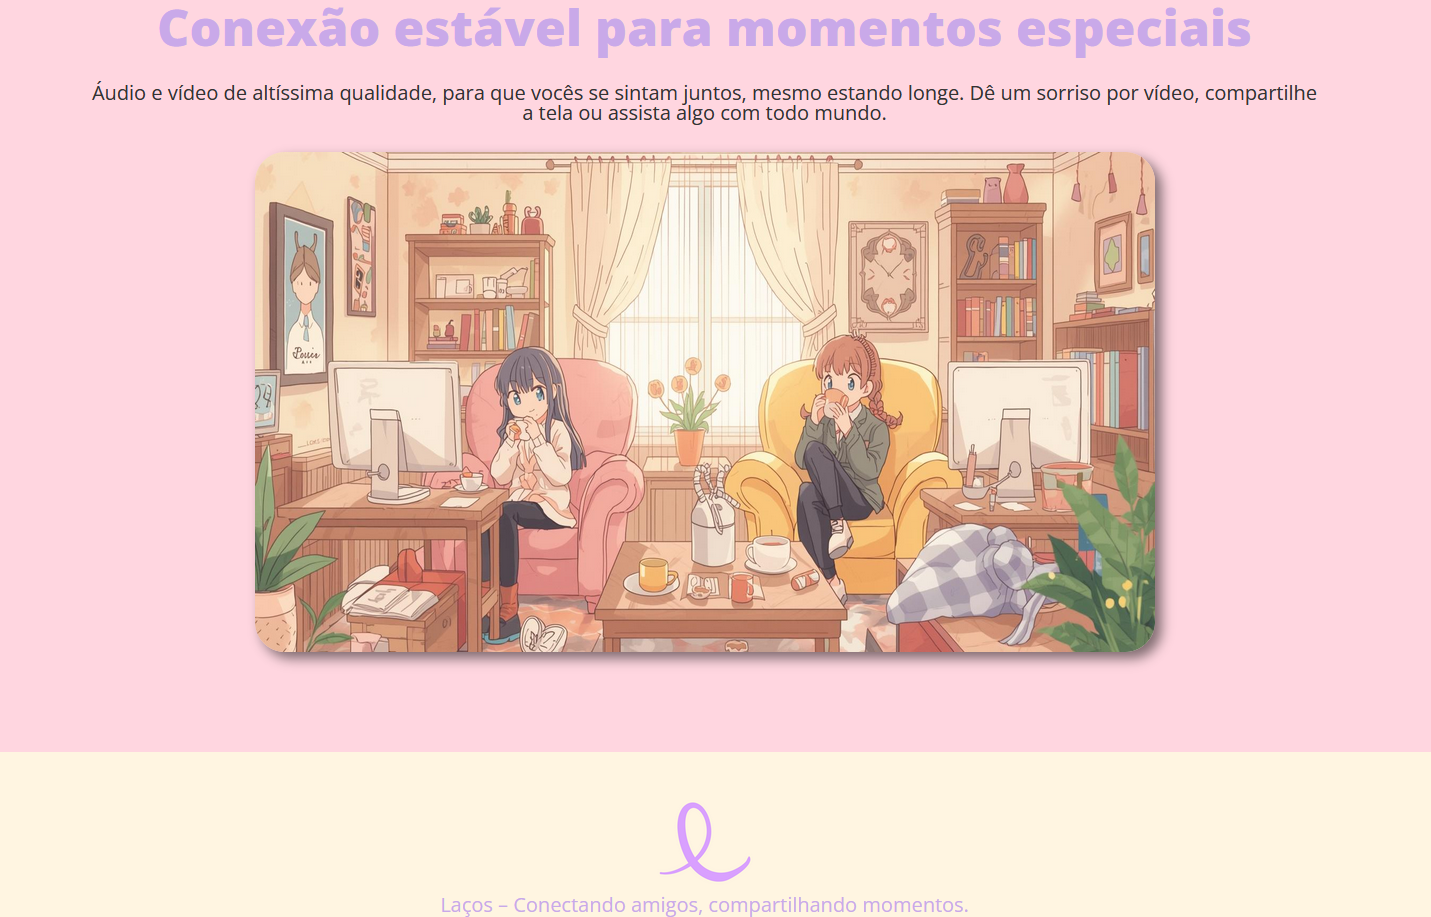 Conexão estável para momentos especiais
Áudio e vídeo de altíssima qualidade, para que vocês se sintam juntos, mesmo estando longe. Dê um sorriso por vídeo, compartilhe
a tela ou assista algo com todo mundo.
Laços – Conectando amigos, compartilhando momentos.